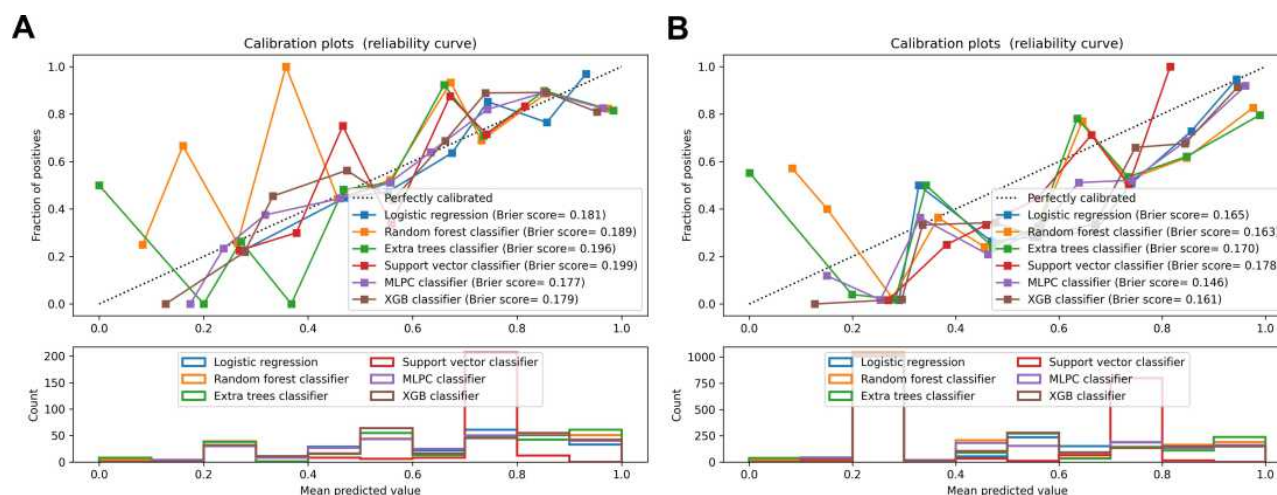 A
Calibration plots (reliability curve)
Fraction of positives
1.0
0.8
0.6
0.4
0.2
0.0
Perfectly calibrated
Logistic regression (Brier score= 0.181)
Random forest classifier (Brier score= 0.189)
Extra trees classifier (Brier score= 0.196)
Support vector classifier (Brier score= 0.199)
MLPC classifier (Brier score= 0.177)
XGB classifier (Brier score= 0.179)
0.0 0.2 0.4 0.6 0.8 1.0
Count
200
150
100
50
0
Logistic regression
Random forest classifier
Extra trees classifier
Support vector classifier
MLPC classifier
XGB classifier
0.0 0.2 0.4 0.6 0.8 1.0
Mean predicted value
B
Calibration plots (reliability curve)
Fraction of positives
1.0
0.8
0.6
0.4
0.2
0.0
Perfectly calibrated
Logistic regression (Brier score= 0.165)
Random forest classifier (Brier score= 0.163)
Extra trees classifier (Brier score= 0.170)
Support vector classifier (Brier score= 0.178)
MLPC classifier (Brier score= 0.146)
XGB classifier (Brier score= 0.161)
0.0 0.2 0.4 0.6 0.8 1.0
Count
1000
750
500
250
0
Logistic regression
Random forest classifier
Extra trees classifier
Support vector classifier
MLPC classifier
XGB classifier
0.0 0.2 0.4 0.6 0.8 1.0
Mean predicted value